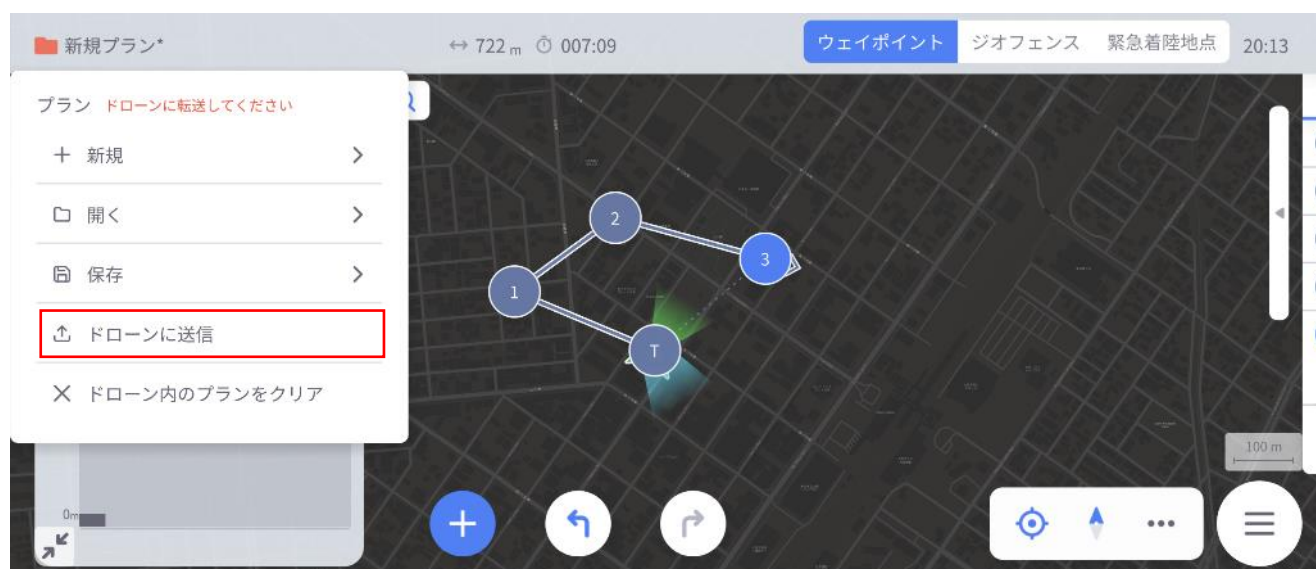 新規プラン*
722 m
007:09
ウェイポイント
ジオフェンス
緊急着陸地点
20:13
プラン ドローンに転送してください
新規
開く
保存
ドローンに送信
ドローン内のプランをクリア
2
3
1
T
100 m
0m